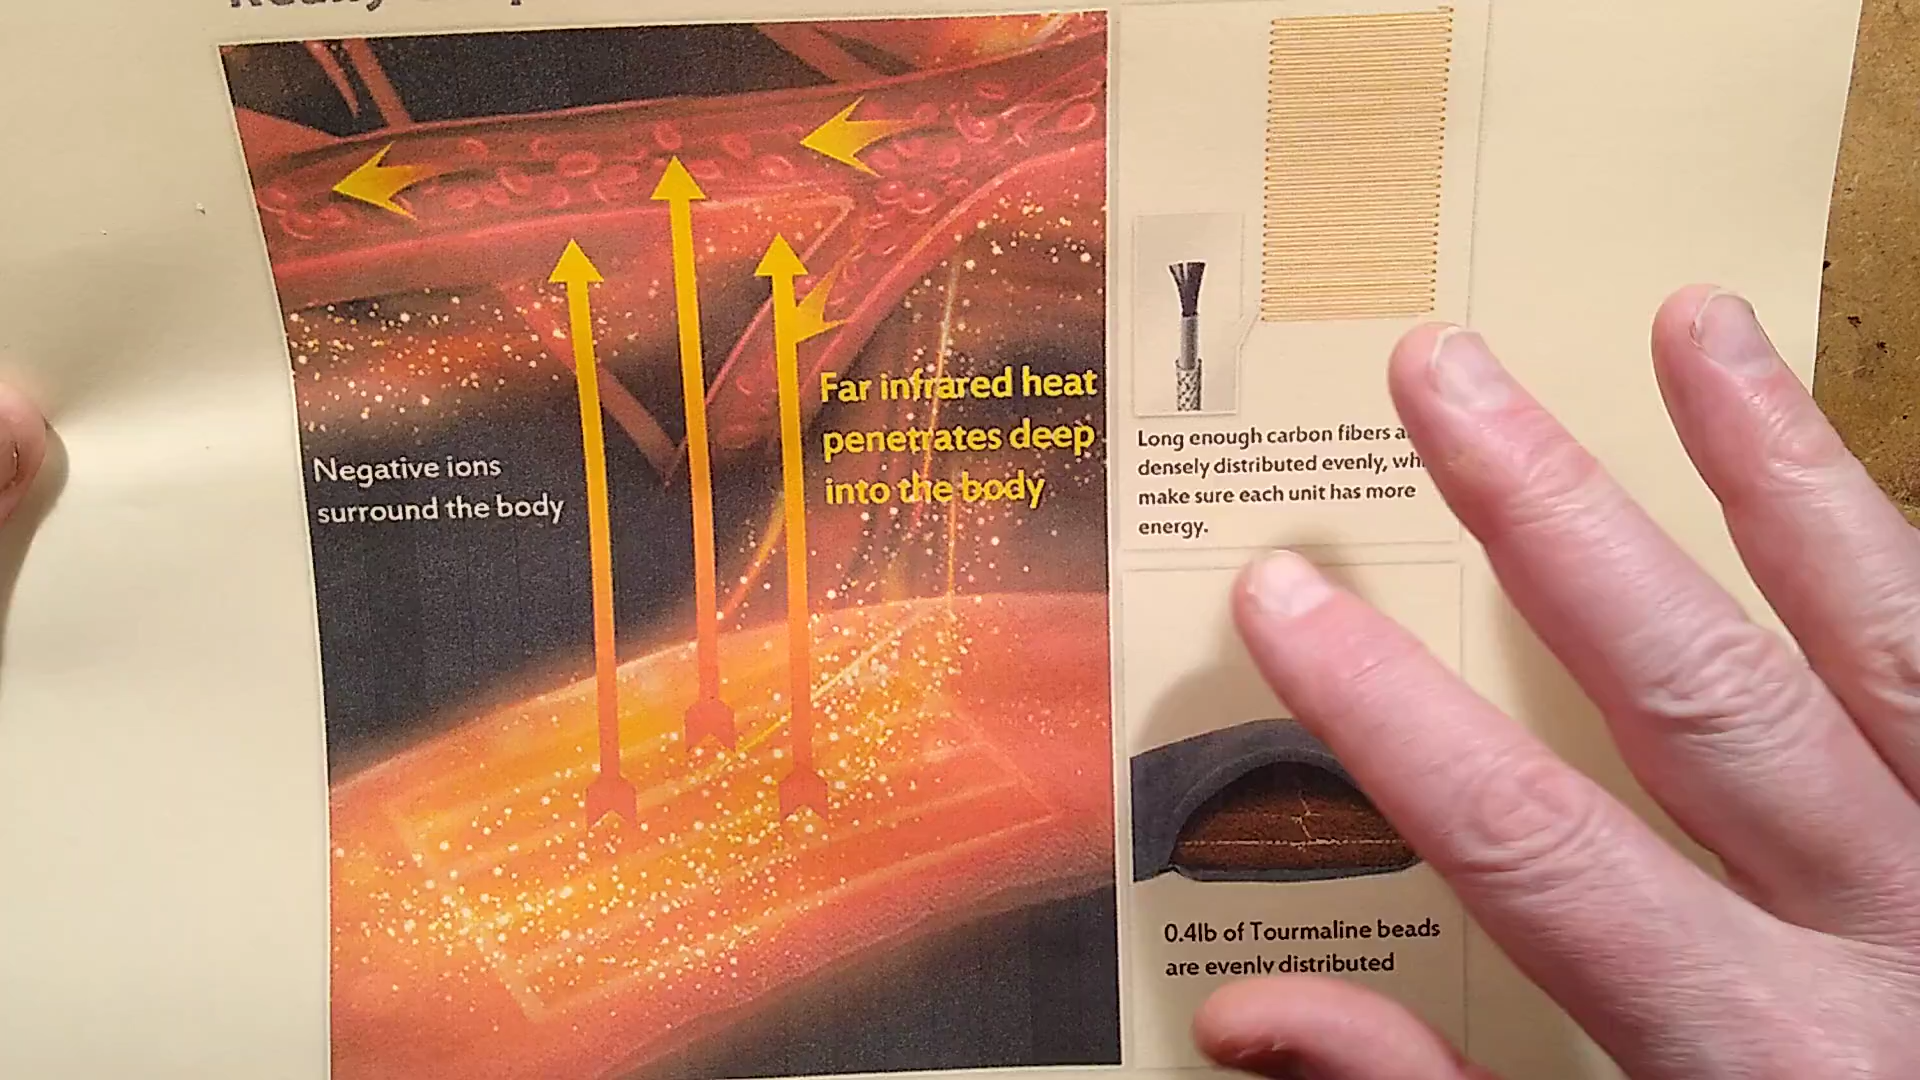 Negative ions
surround the body
Far infrared heat
penetrates deep
into the body
Long enough carbon fibers
densely distributed evenly,
make sure each unit has more
energy.
0.4lb of Tourmaline beads
are evenly distributed